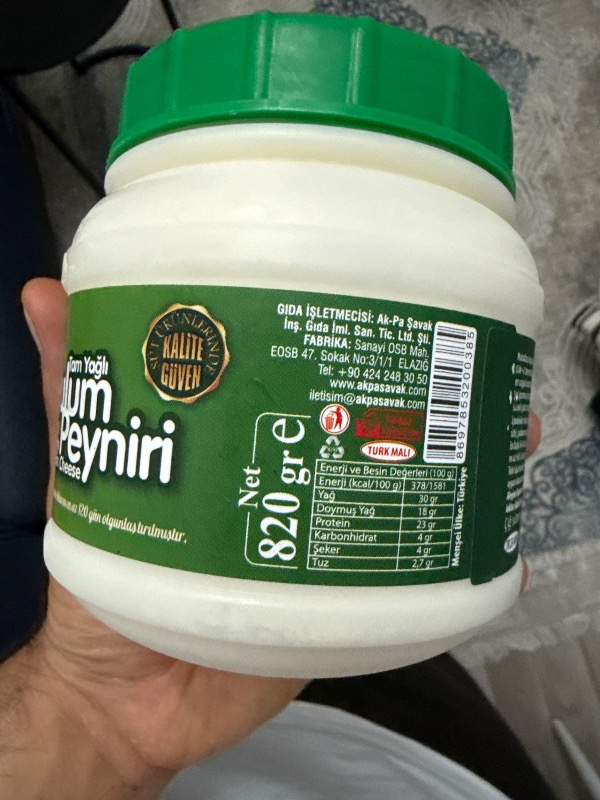 SÜT ÜRÜNLERİNDE
KALİTE
GÜVEN
Tam Yağlı
Peyniri
Cheese
en az 120 gün olgunlaştırılmıştır.
GIDA İŞLETMECİSİ: Ak-Pa Şavak
İnş. Gıda İml. San. Tic. Ltd. Şti.
FABRİKA: Sanayi OSB Mah.
EOSB 47. Sokak No:3/1/1 ELAZIĞ
Tel: +90 424 248 30 50
www.akpasavak.com
iletisim@akpasavak.com
TÜRK MALI
8697853200385
Net
820 gr e
Enerji ve Besin Değerleri (100 g)
Enerji (kcal/100 g) 378/1581
Yağ 30 gr
Doymuş Yağ 18 gr
Protein 23 gr
Karbonhidrat 4 gr
Şeker 4 gr
Tuz 2,7 gr
Menşei Ülke: Türkiye